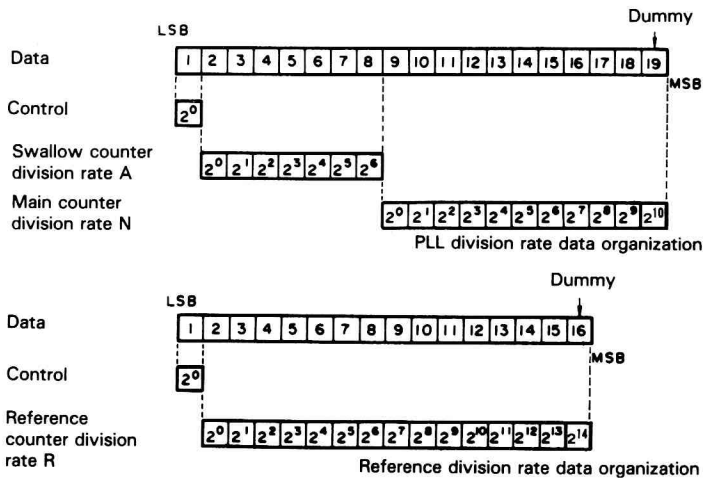 Dummy
LSB
Data 1 2 3 4 5 6 7 8 9 10 11 12 13 14 15 16 17 18 19
MSB
Control 2⁰
Swallow counter
division rate A 2⁰ 2¹ 2² 2³ 2⁴ 2⁵ 2⁶
Main counter
division rate N 2⁰ 2¹ 2² 2³ 2⁴ 2⁵ 2⁶ 2⁷ 2⁸ 2⁹ 2¹⁰
PLL division rate data organization
Dummy
LSB
Data 1 2 3 4 5 6 7 8 9 10 11 12 13 14 15 16
MSB
Control 2⁰
Reference
counter division
rate R 2⁰ 2¹ 2² 2³ 2⁴ 2⁵ 2⁶ 2⁷ 2⁸ 2⁹ 2¹⁰ 2¹¹ 2¹² 2¹³ 2¹⁴
Reference division rate data organization